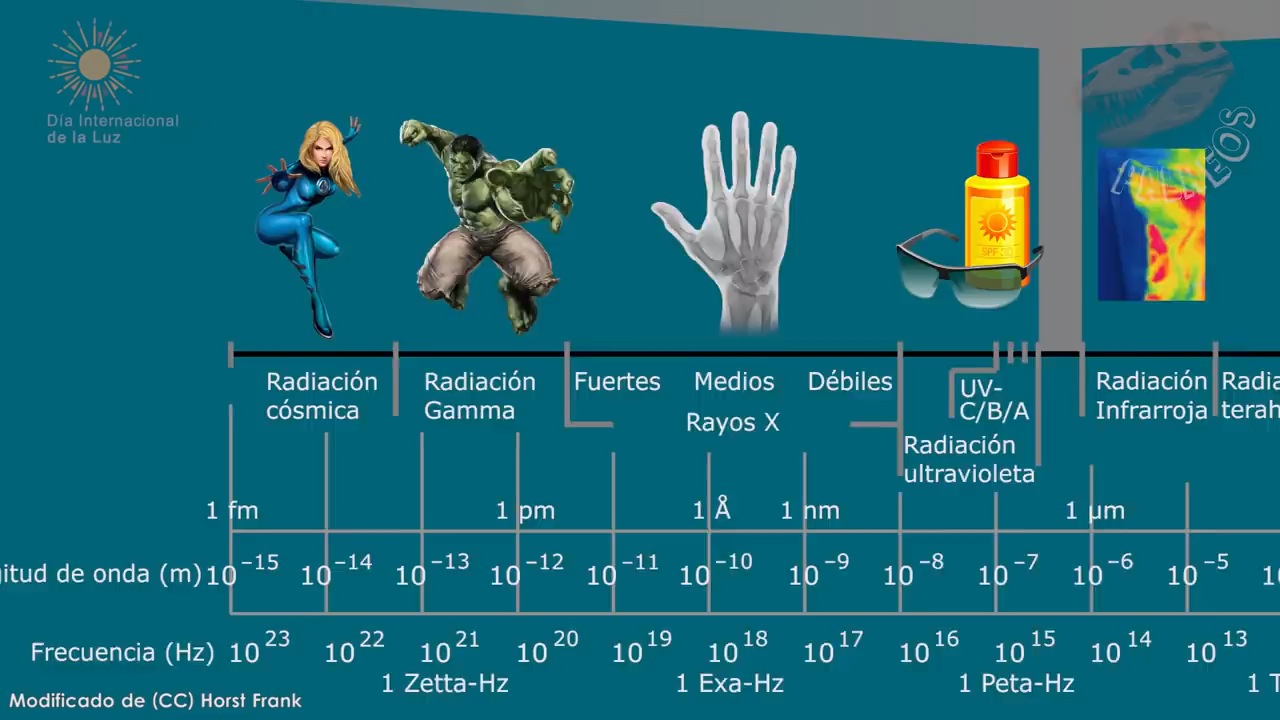 Día Internacional
de la Luz
SPF 30
Radiación
cósmica
Radiación
Gamma
Fuertes Medios Débiles
Rayos X
UV-
C/B/A
Radiación
ultravioleta
Radiación
Infrarroja
1 fm 1 pm 1 Å 1 nm 1 µm
de onda (m) 10⁻¹⁵ 10⁻¹⁴ 10⁻¹³ 10⁻¹² 10⁻¹¹ 10⁻¹⁰ 10⁻⁹ 10⁻⁸ 10⁻⁷ 10⁻⁶ 10⁻⁵
Frecuencia (Hz) 10²³ 10²² 10²¹ 10²⁰ 10¹⁹ 10¹⁸ 10¹⁷ 10¹⁶ 10¹⁵ 10¹⁴ 10¹³
1 Zetta-Hz 1 Exa-Hz 1 Peta-Hz
Modificado de (CC) Horst Frank